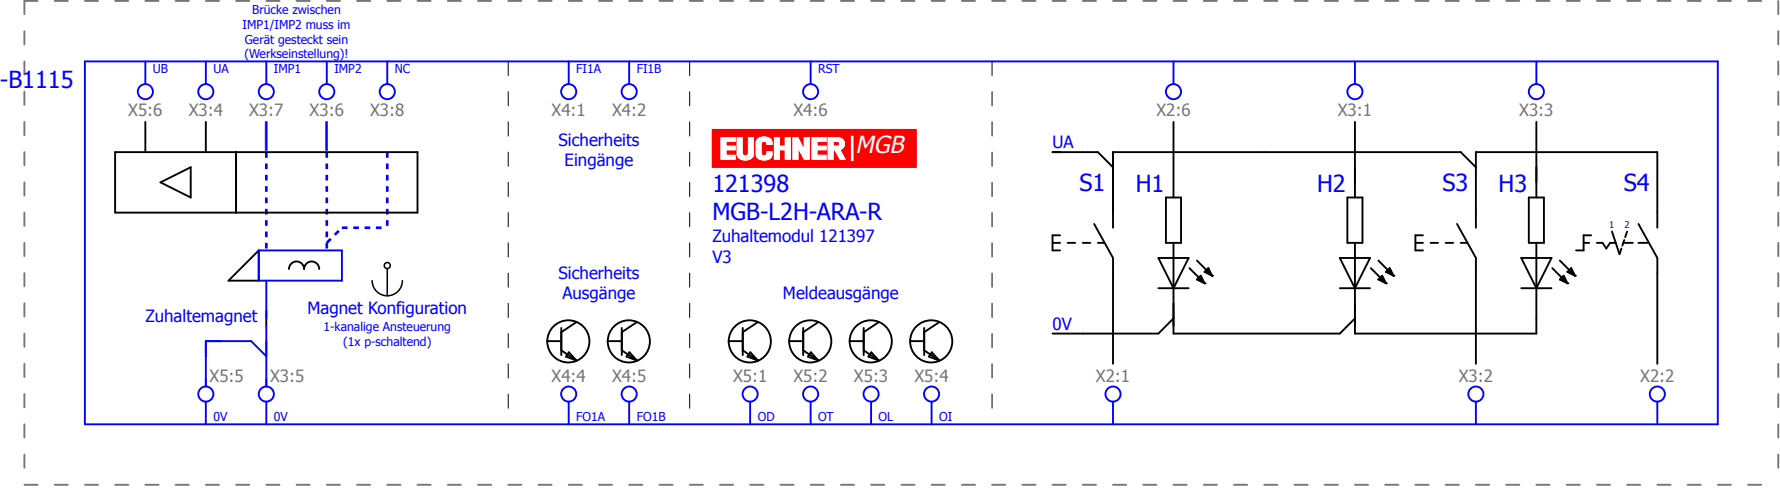 Brücke zwischen
IMP1/IMP2 muss im
Gerät gesteckt sein
(Werkseinstellung)!
-B1115
UB UA IMP1 IMP2 NC FI1A FI1B RST
X5:6 X3:4 X3:7 X3:6 X3:8 X4:1 X4:2 X4:6 X2:6 X3:1 X3:3
Sicherheits
Eingänge
EUCHNER|MGB
121398
MGB-L2H-ARA-R
Zuhaltemodul 121397
V3
UA
S1 H1 H2 S3 H3 S4
1 2
Sicherheits
Ausgänge
Meldeausgänge
Zuhaltemagnet
Magnet Konfiguration
1-kanalige Ansteuerung
(1x p-schaltend)
0V
X5:5 X3:5 X4:4 X4:5 X5:1 X5:2 X5:3 X5:4 X2:1 X3:2 X2:2
0V 0V FO1A FO1B OD OT OL OI